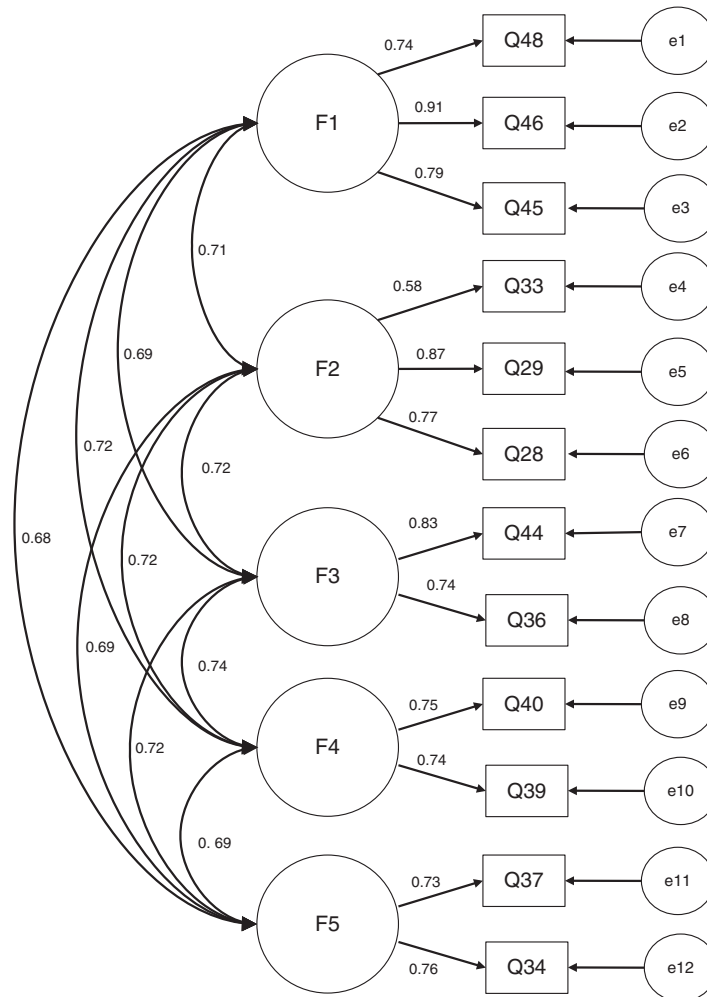 0.74 Q48 e1
F1 0.91 Q46 e2
0.79 Q45 e3
0.71
0.58 Q33 e4
0.69
F2 0.87 Q29 e5
0.72
0.77 Q28 e6
0.72
0.68
0.83 Q44 e7
0.72
F3
0.74 Q36 e8
0.69
0.74
0.75 Q40 e9
0.72
F4
0.74 Q39 e10
0. 69
0.73 Q37 e11
F5
0.76 Q34 e12